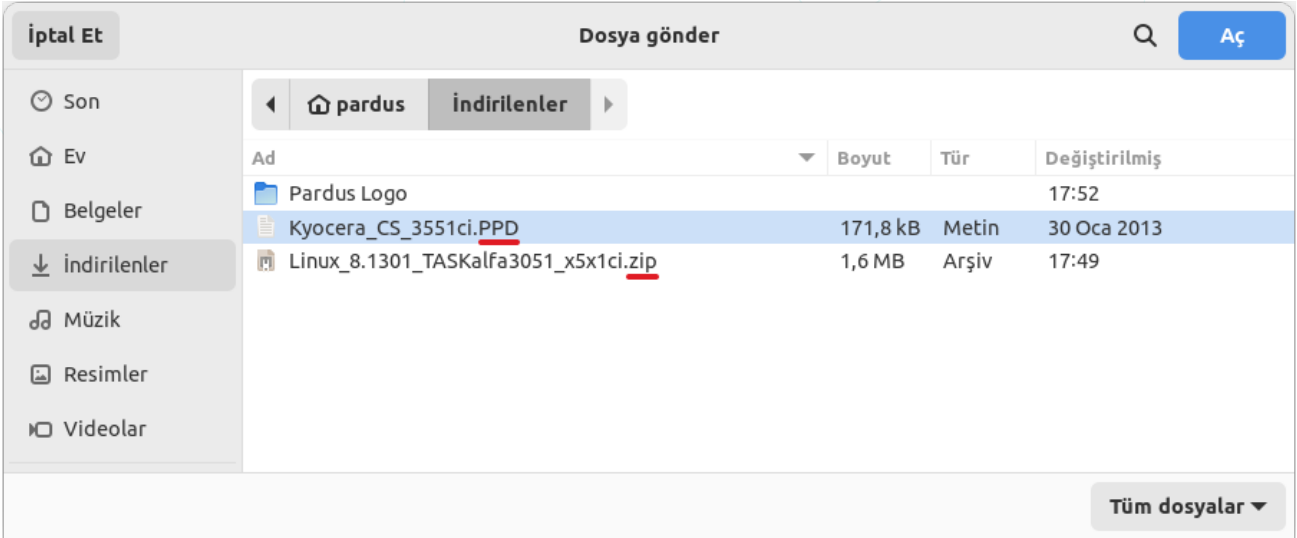 İptal Et
Dosya gönder
Aç
Son
Ev
Belgeler
İndirilenler
Müzik
Resimler
Videolar
pardus İndirilenler
Ad Boyut Tür Değiştirilmiş
Pardus Logo 17:52
Kyocera_CS_3551ci.PPD 171,8 kB Metin 30 Oca 2013
Linux_8.1301_TASKalfa3051_x5x1ci.zip 1,6 MB Arşiv 17:49
Tüm dosyalar